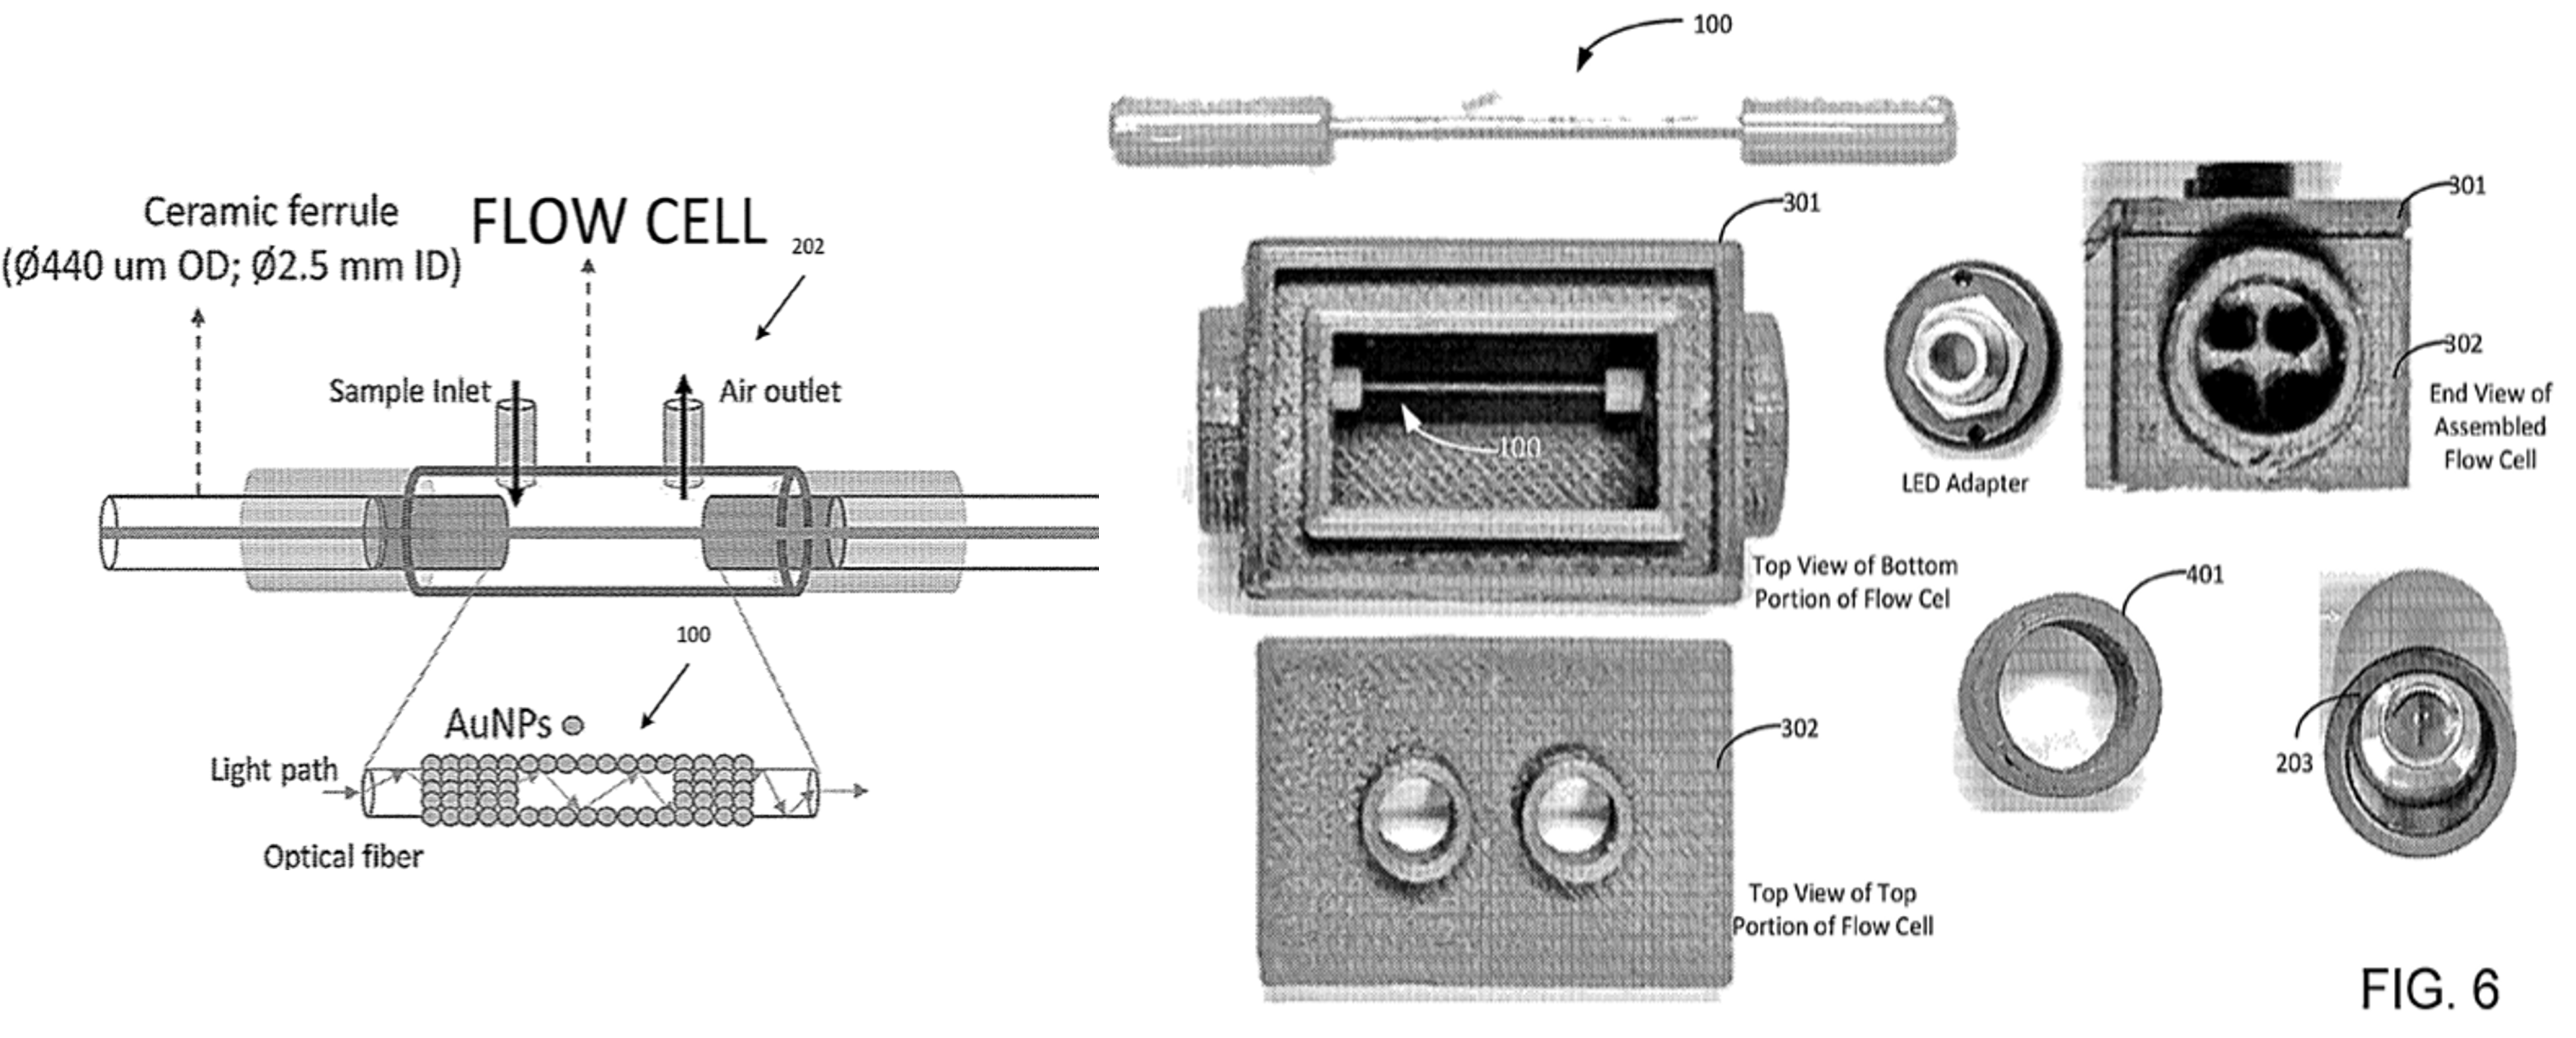 Ceramic ferrule
(Ø440 um OD; Ø2.5 mm ID)
FLOW CELL
202
Sample Inlet
Air outlet
100
AuNPs
Light path
Optical fiber
100
301
100
Top View of Bottom
Portion of Flow Cel
302
Top View of Top
Portion of Flow Cell
LED Adapter
301
302
End View of
Assembled
Flow Cell
401
203
FIG. 6